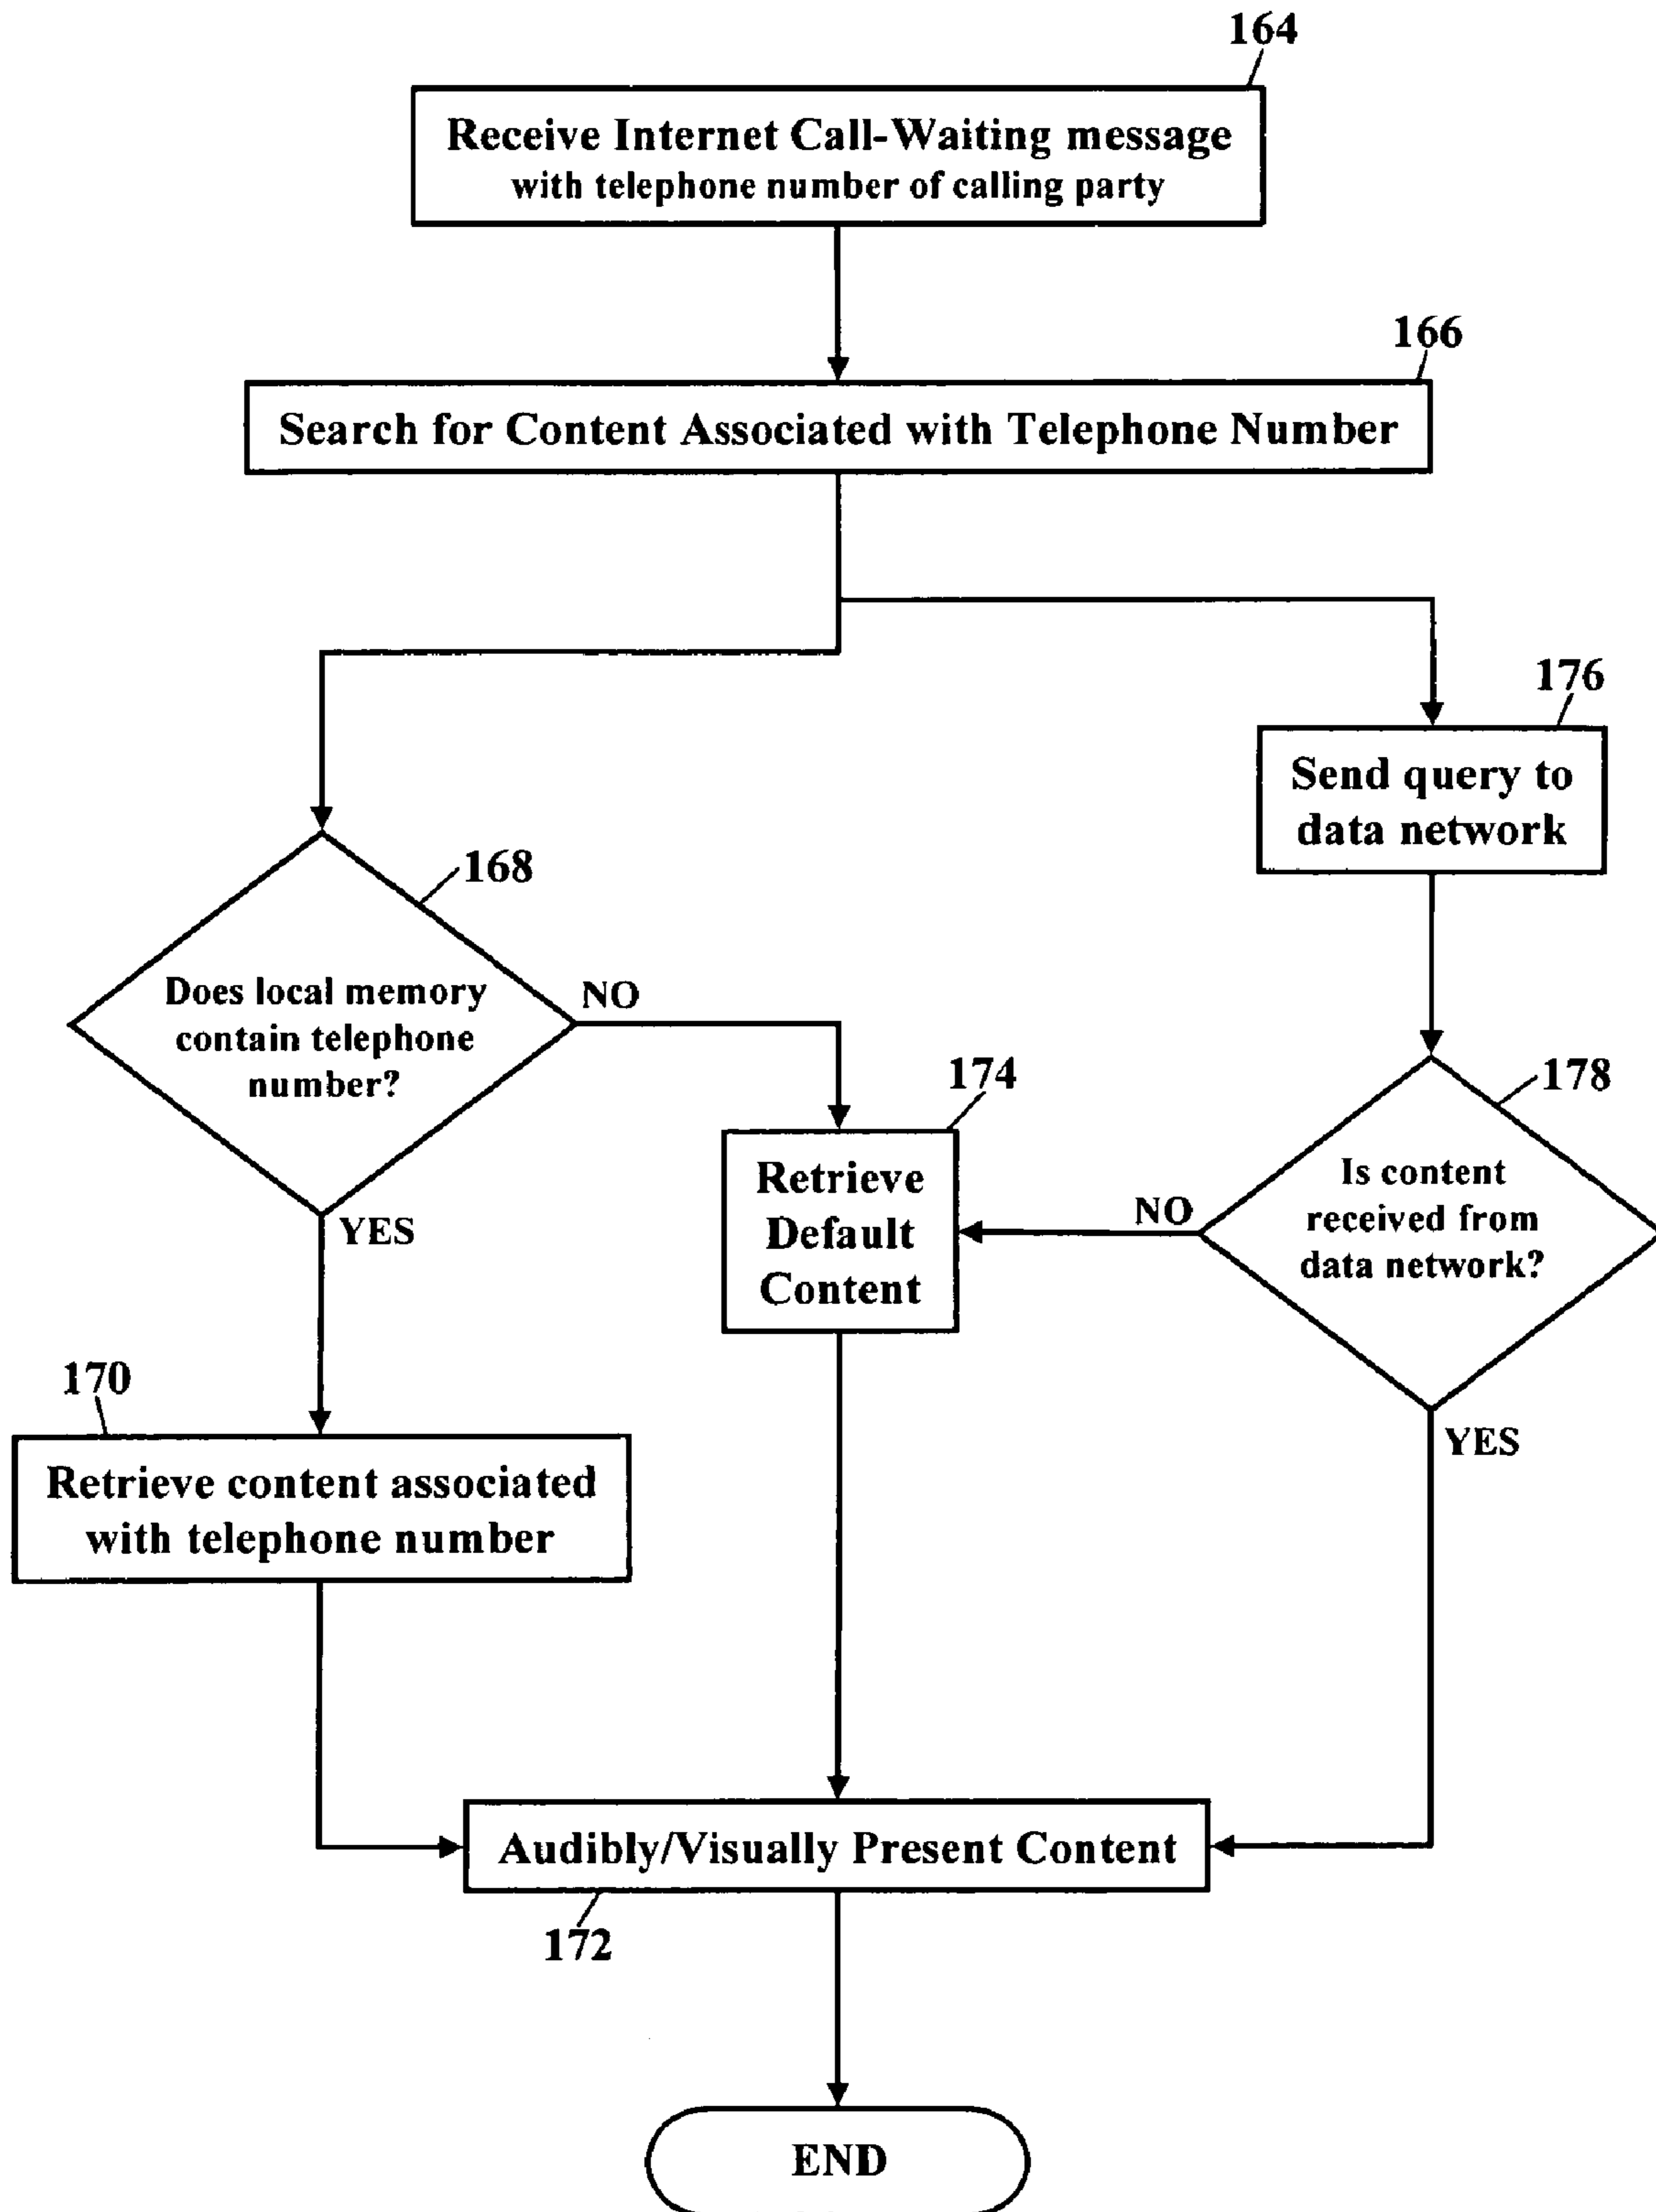 164
Receive Internet Call-Waiting message
with telephone number of calling party
166
Search for Content Associated with Telephone Number
176
Send query to
data network
168
Does local memory
contain telephone
number?
NO
YES
174
Retrieve
Default
Content
178
Is content
received from
data network?
NO
YES
170
Retrieve content associated
with telephone number
Audibly/Visually Present Content
172
END